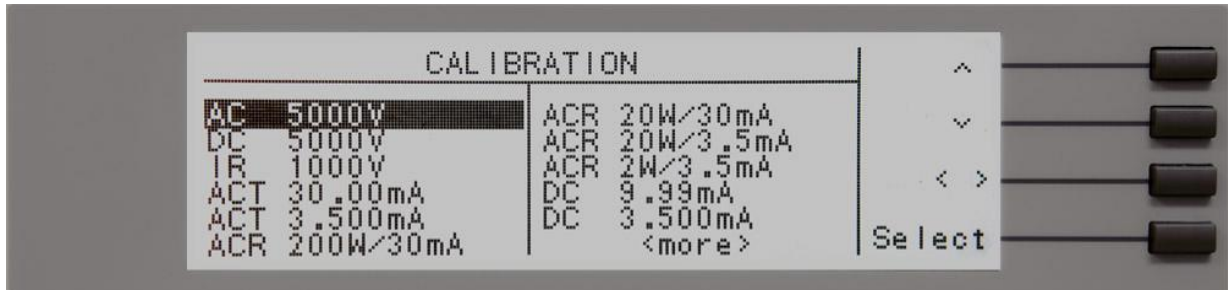 CALIBRATION
AC 5000V
DC 5000V
IR 1000V
ACT 30.00mA
ACT 3.500mA
ACR 200W/30mA
ACR 20W/30mA
ACR 20W/3.5mA
ACR 2W/3.5mA
DC 9.99mA
DC 3.500mA
<more>
^
v
< >
Select